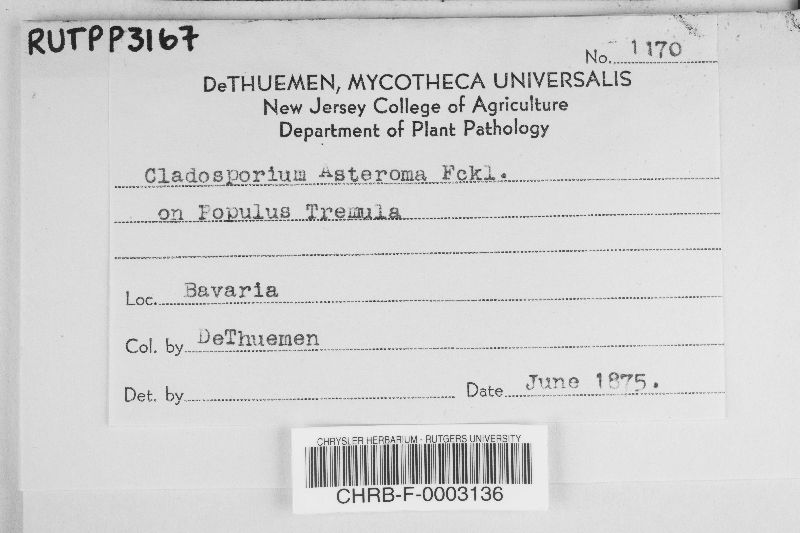 RUTPP3167
No. 1170
DeTHUEMEN, MYCOTHECA UNIVERSALIS
New Jersey College of Agriculture
Department of Plant Pathology
Cladosporium Asteroma Fckl.
on Populus Tremula
Loc. Bavaria
Col. by DeThuemen
Det. by
Date June 1875.
CHRYSLER HERBARIUM - RUTGERS UNIVERSITY
CHRB-F-0003136